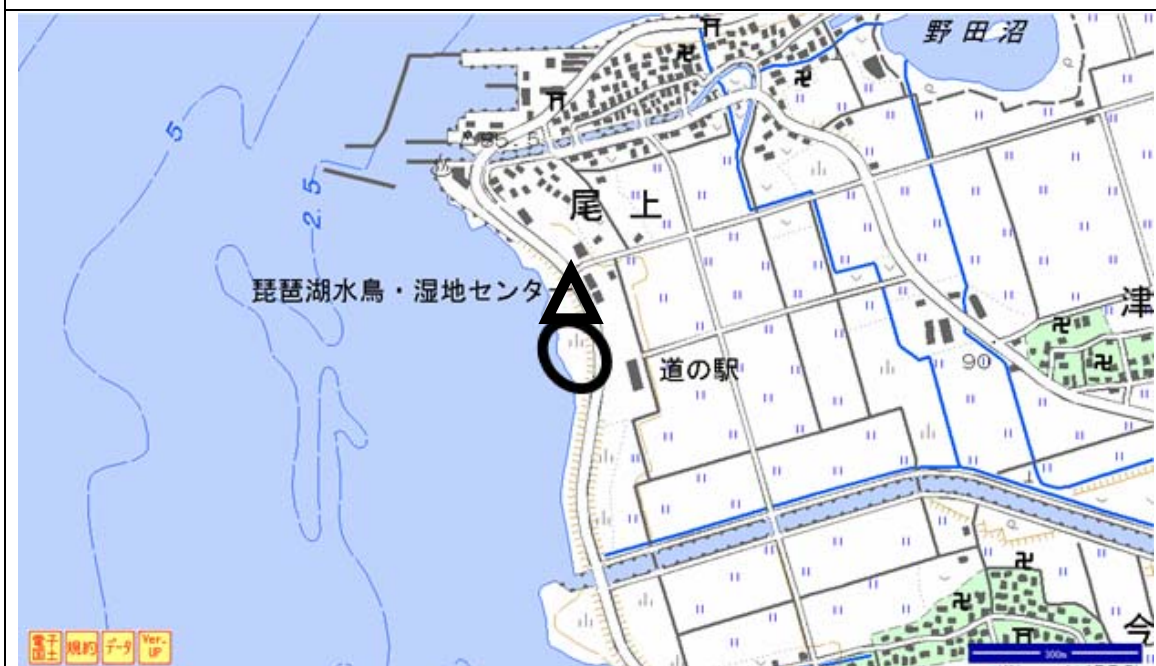 野田沼
5
85.5
2.5
尾上
琵琶湖水鳥・湿地センター
津
道の駅
90
今
電子国土
規約
データ
Ver.UP
300m